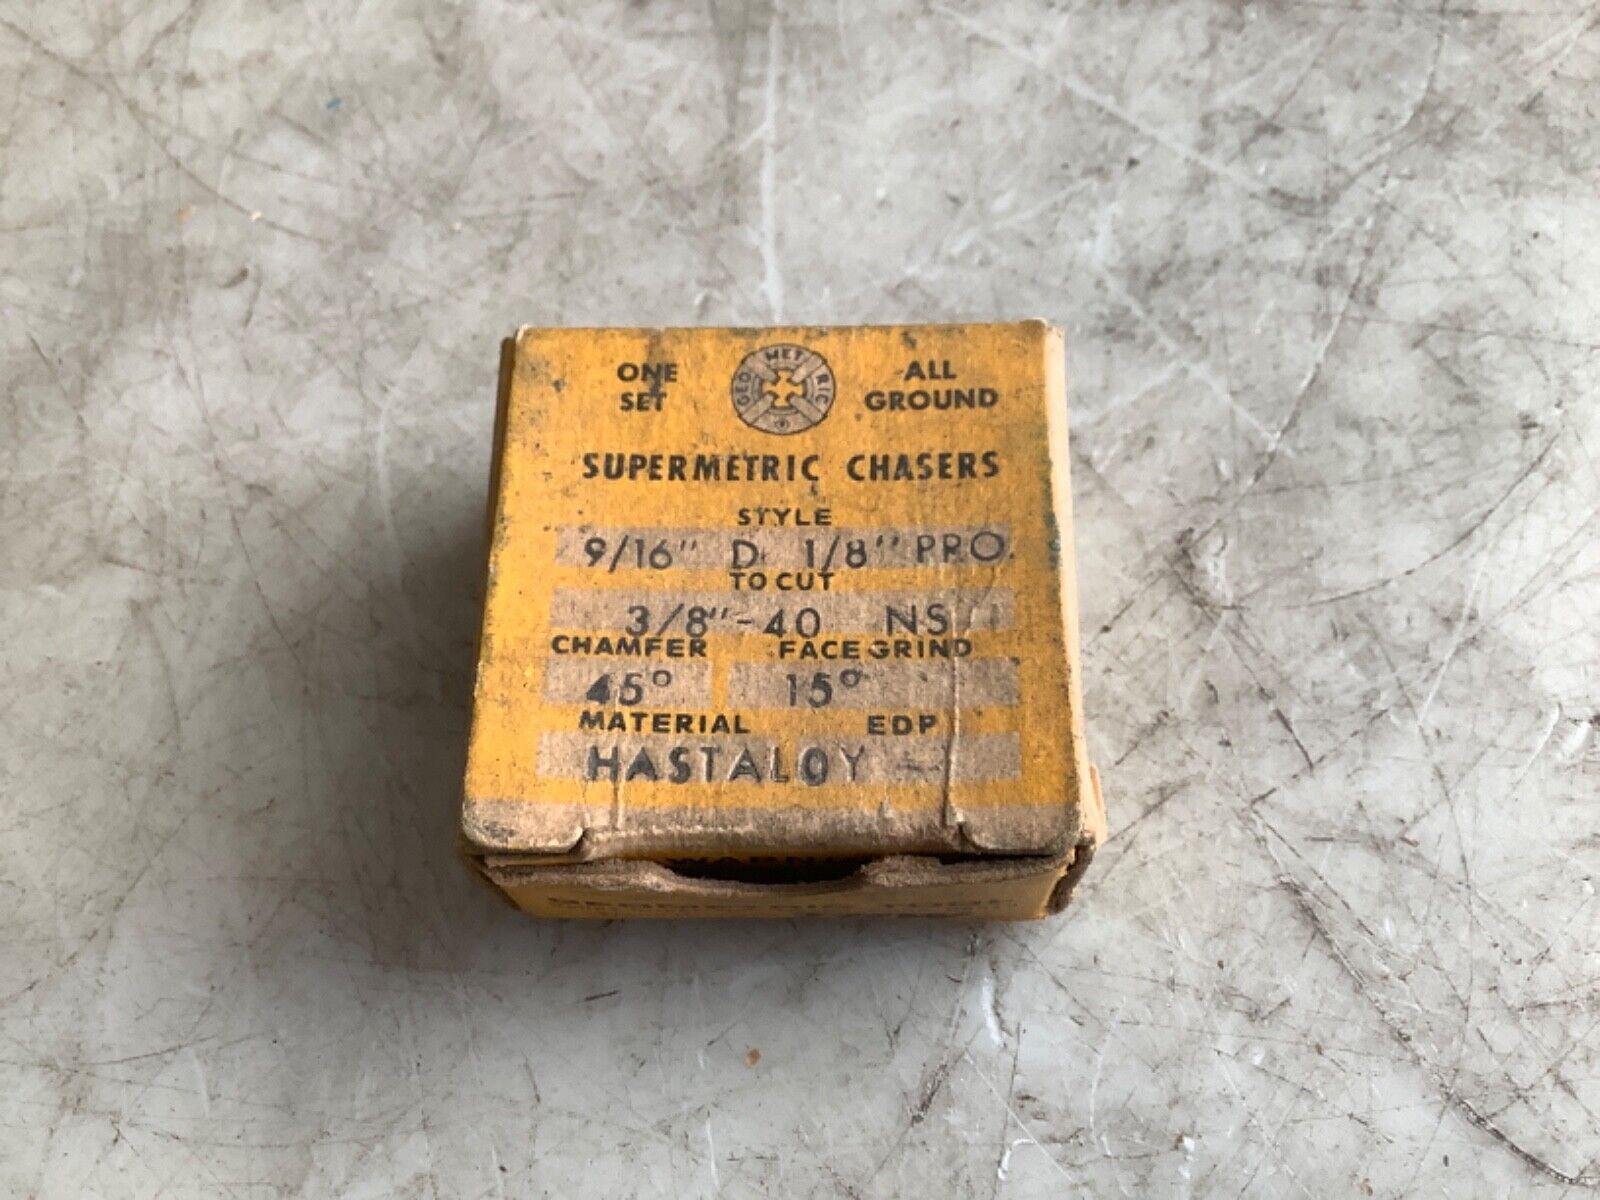 ONE SET
GEO MET RIC
ALL GROUND
SUPERMETRIC CHASERS
STYLE
9/16" D 1/8" PRO.
TO CUT
3/8"-40 NS
CHAMFER FACE GRIND
45° 15°
MATERIAL EDP
HASTALOY